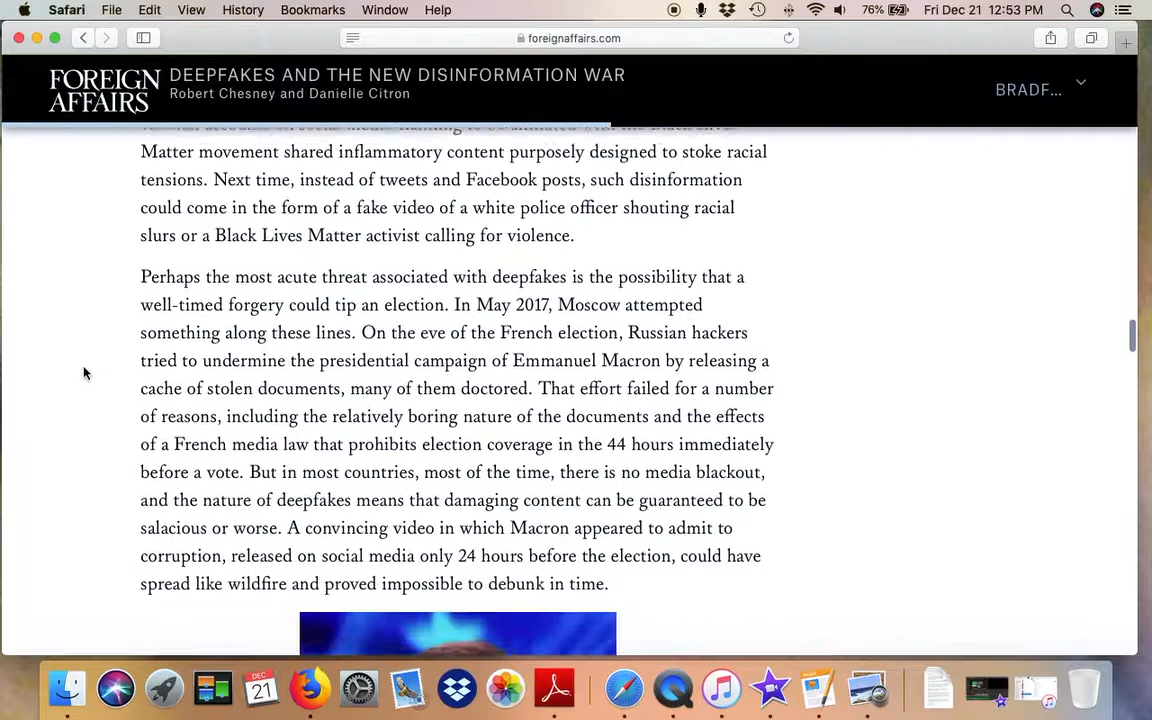 Safari File Edit View History Bookmarks Window Help 76% Fri Dec 21 12:53 PM
foreignaffairs.com
FOREIGN AFFAIRS
DEEPFAKES AND THE NEW DISINFORMATION WAR
Robert Chesney and Danielle Citron
BRADF...
Matter movement shared inflammatory content purposely designed to stoke racial
tensions. Next time, instead of tweets and Facebook posts, such disinformation
could come in the form of a fake video of a white police officer shouting racial
slurs or a Black Lives Matter activist calling for violence.
Perhaps the most acute threat associated with deepfakes is the possibility that a
well-timed forgery could tip an election. In May 2017, Moscow attempted
something along these lines. On the eve of the French election, Russian hackers
tried to undermine the presidential campaign of Emmanuel Macron by releasing a
cache of stolen documents, many of them doctored. That effort failed for a number
of reasons, including the relatively boring nature of the documents and the effects
of a French media law that prohibits election coverage in the 44 hours immediately
before a vote. But in most countries, most of the time, there is no media blackout,
and the nature of deepfakes means that damaging content can be guaranteed to be
salacious or worse. A convincing video in which Macron appeared to admit to
corruption, released on social media only 24 hours before the election, could have
spread like wildfire and proved impossible to debunk in time.
DEC
21